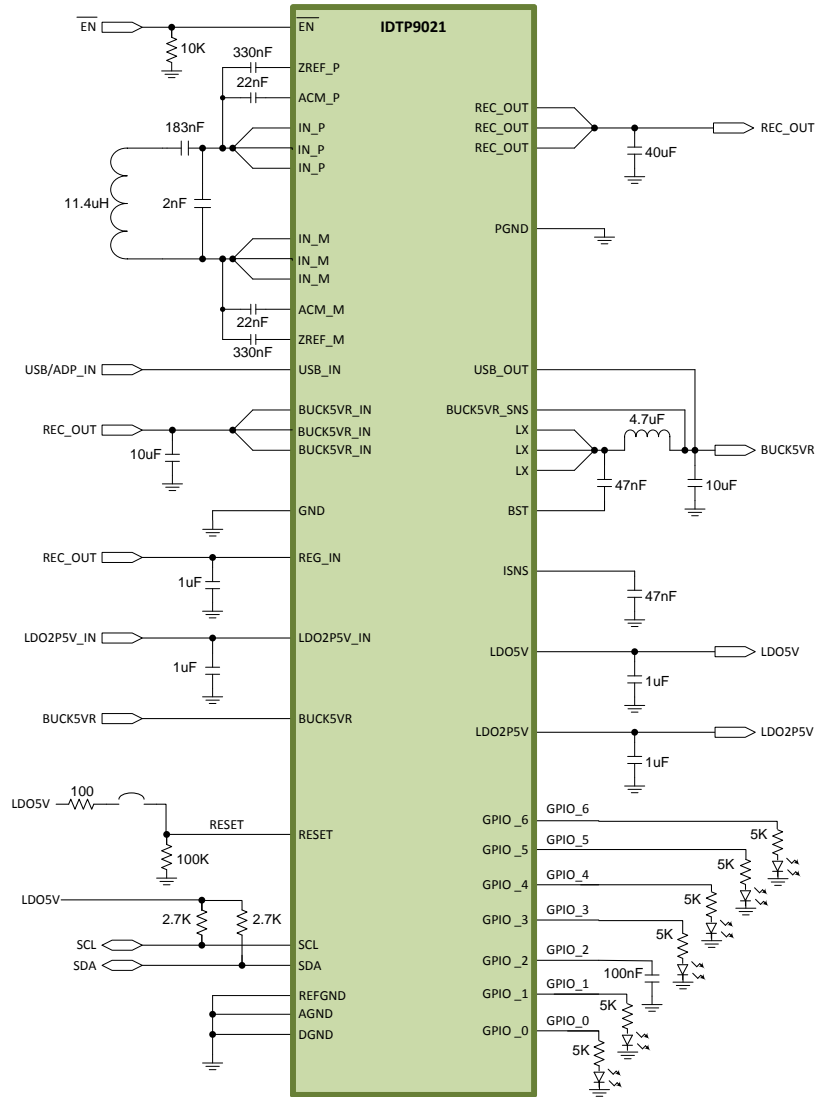 IDTP9021
EN
EN
10K
330nF
ZREF_P
22nF
ACM_P
183nF
IN_P
IN_P
IN_P
11.4uH
2nF
IN_M
IN_M
IN_M
ACM_M
22nF
ZREF_M
330nF
USB/ADP_IN
USB_IN
BUCK5VR_IN
REC_OUT
BUCK5VR_IN
BUCK5VR_IN
10uF
GND
REC_OUT
REG_IN
1uF
LDO2P5V_IN
LDO2P5V_IN
1uF
BUCK5VR
BUCK5VR
100
LDO5V
RESET
RESET
100K
LDO5V
2.7K
2.7K
SCL
SCL
SDA
SDA
REFGND
AGND
DGND
REC_OUT
REC_OUT
REC_OUT
REC_OUT
40uF
PGND
USB_OUT
BUCK5VR_SNS
4.7uF
LX
LX
BUCK5VR
LX
47nF
10uF
BST
ISNS
47nF
LDO5V
LDO5V
1uF
LDO2P5V
LDO2P5V
1uF
GPIO _6
GPIO_6
5K
GPIO _5
GPIO_5
5K
GPIO _4
GPIO_4
5K
GPIO _3
GPIO_3
5K
GPIO _2
GPIO_2
100nF
GPIO _1
GPIO_1
5K
GPIO _0
GPIO_0
5K